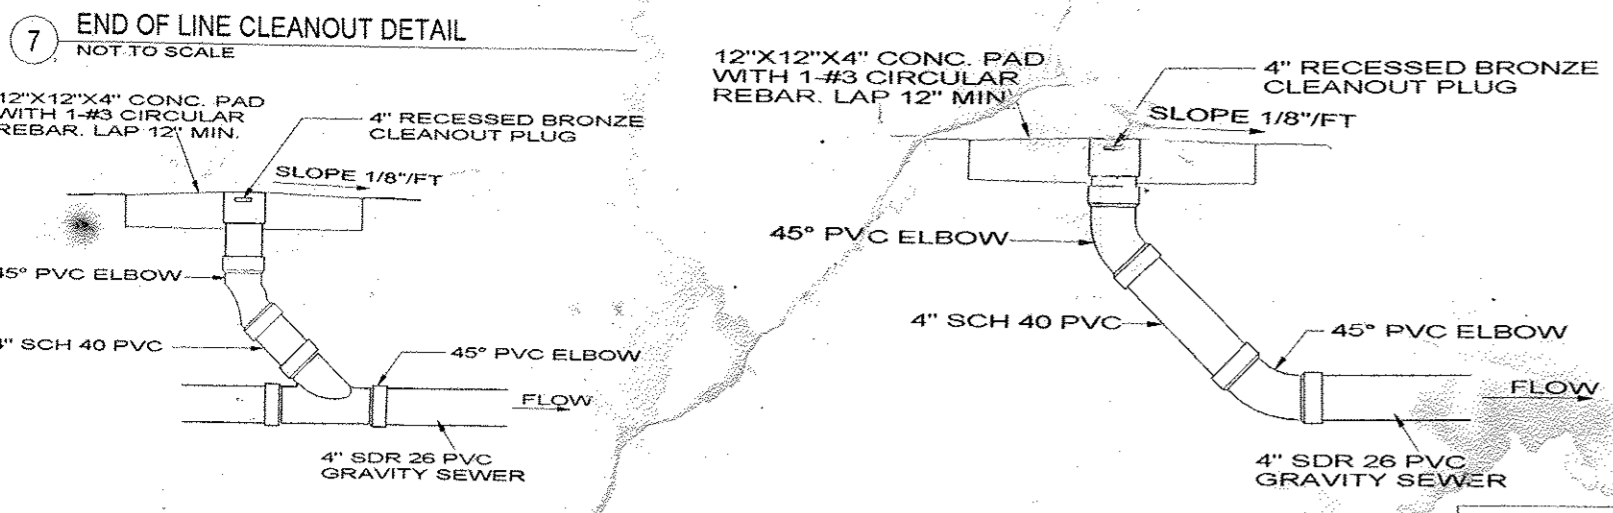 7
END OF LINE CLEANOUT DETAIL
NOT TO SCALE
12"X12"X4" CONC. PAD
WITH 1-#3 CIRCULAR
REBAR. LAP 12" MIN.
4" RECESSED BRONZE
CLEANOUT PLUG
SLOPE 1/8"/FT
45° PVC ELBOW
4" SCH 40 PVC
45° PVC ELBOW
FLOW
4" SDR 26 PVC
GRAVITY SEWER
12"X12"X4" CONC. PAD
WITH 1-#3 CIRCULAR
REBAR. LAP 12" MIN
4" RECESSED BRONZE
CLEANOUT PLUG
SLOPE 1/8"/FT
45° PVC ELBOW
4" SCH 40 PVC
45° PVC ELBOW
FLOW
4" SDR 26 PVC
GRAVITY SEWER